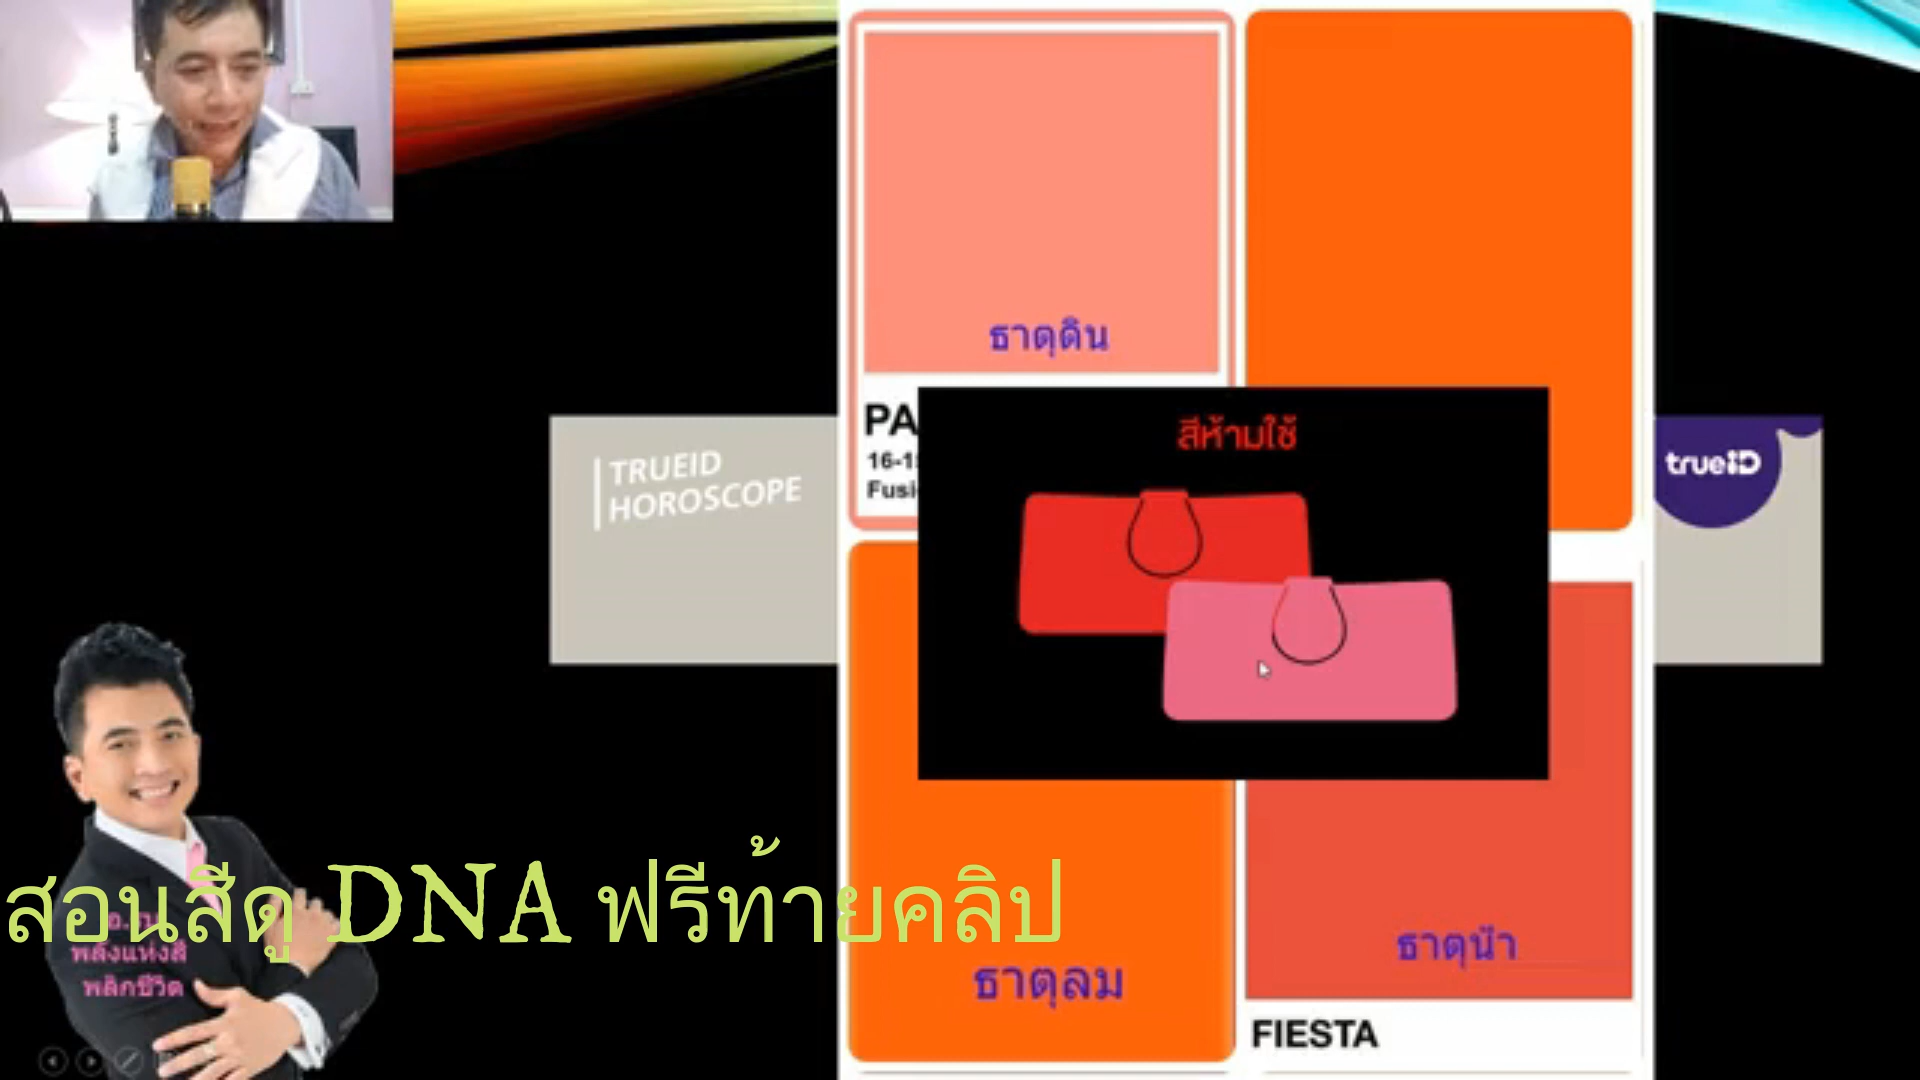 ธาตุดิน
PA
16-1
Fusi
สีห้ามใช้
TRUEID
HOROSCOPE
trueiD
สอนสีดู DNA ฟรีท้ายคลิป
พลังแห่งสี
พลิกชีวิต
ธาตุลม
ธาตุน้ำ
FIESTA